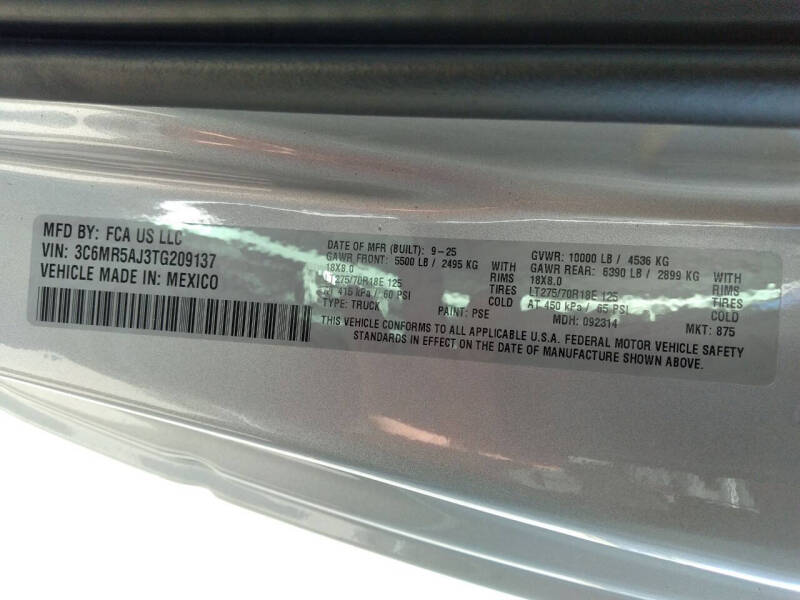 MFD BY: FCA US LLC
VIN: 3C6MR5AJ3TG209137
VEHICLE MADE IN: MEXICO
DATE OF MFR (BUILT): 9-25
GAWR FRONT: 5500 LB / 2495 KG WITH
18X8.0 RIMS
LT275/70R18E 125 TIRES
AT 415 kPa / 60 PSI COLD
TYPE: TRUCK PAINT: PSE
GVWR: 10000 LB / 4536 KG
GAWR REAR: 6390 LB / 2899 KG WITH
18X8.0 RIMS
LT275/70R18E 125 TIRES
AT 450 kPa / 65 PSI COLD
MDH: 092314 MKT: 875
THIS VEHICLE CONFORMS TO ALL APPLICABLE U.S.A. FEDERAL MOTOR VEHICLE SAFETY
STANDARDS IN EFFECT ON THE DATE OF MANUFACTURE SHOWN ABOVE.